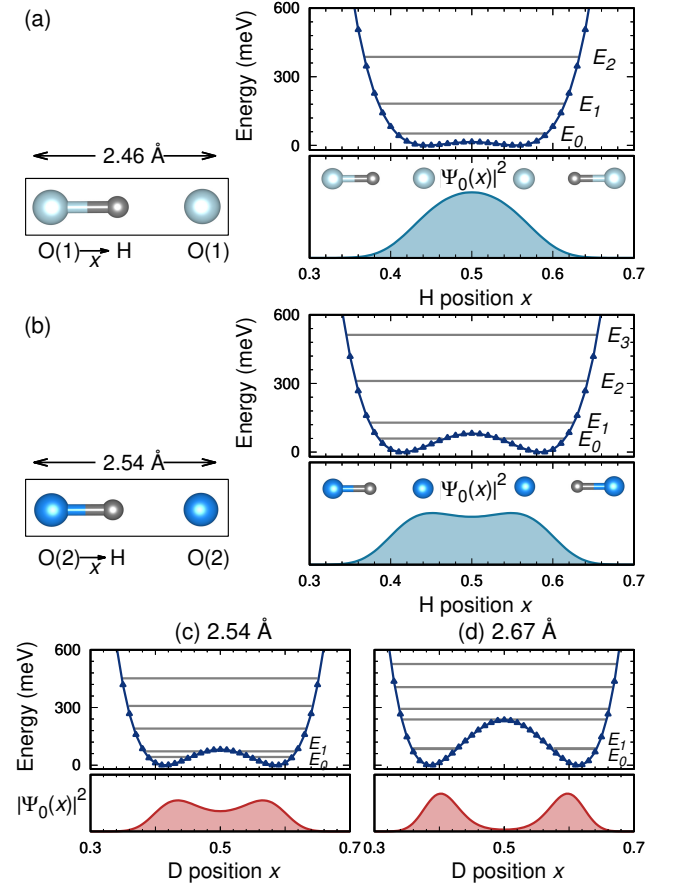 (a)
2.46 Å
O(1) → H O(1)
x
Energy (meV)
600
300
0
E2
E1
E0
|Ψ0(x)|²
0.3 0.4 0.5 0.6 0.7
H position x
(b)
2.54 Å
O(2) → H O(2)
x
Energy (meV)
600
300
0
E3
E2
E1
E0
|Ψ0(x)|²
0.3 0.4 0.5 0.6 0.7
H position x
(c) 2.54 Å
Energy (meV)
600
300
0
E1
E0
|Ψ0(x)|²
0.3 0.5 0.7
D position x
(d) 2.67 Å
E1
E0
0.3 0.5 0.7
D position x